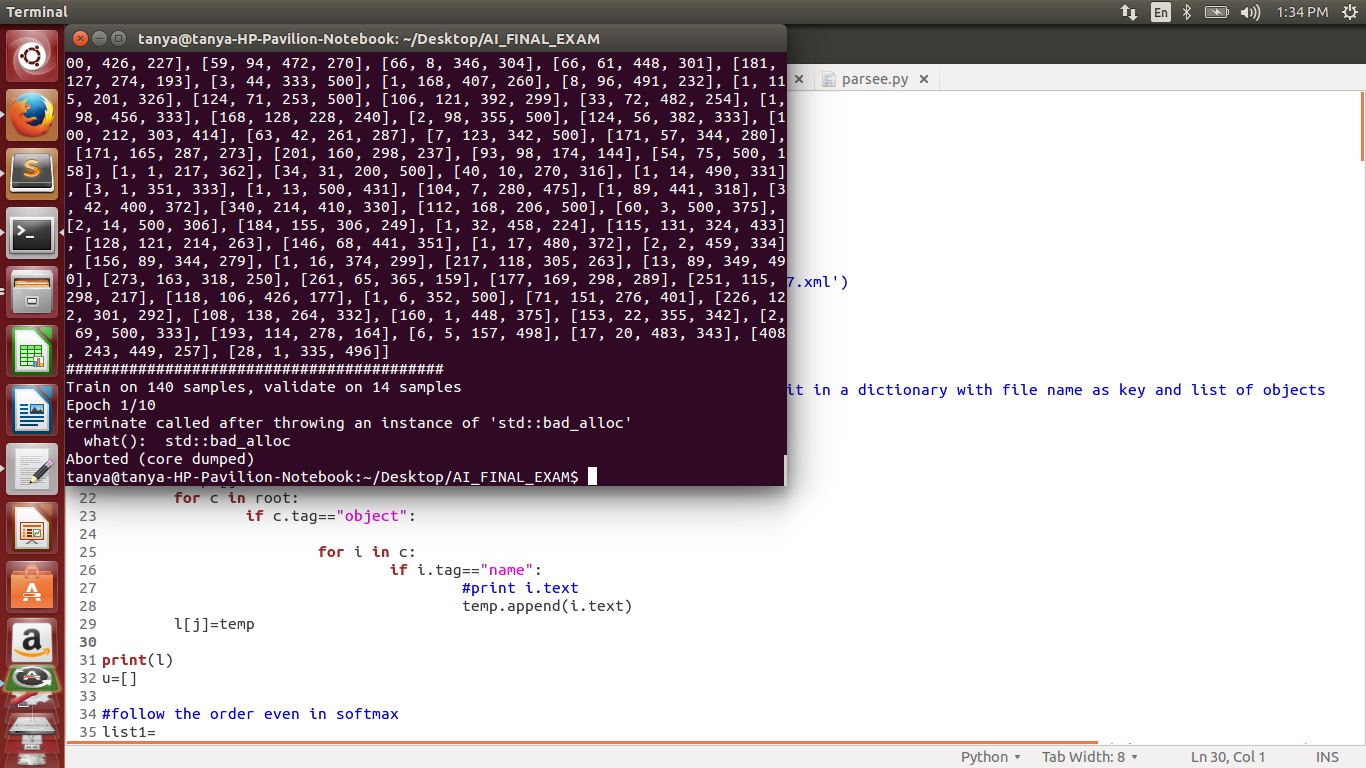 Terminal
En
1:34 PM
tanya@tanya-HP-Pavilion-Notebook: ~/Desktop/AI_FINAL_EXAM
parsee.py
00, 426, 227], [59, 94, 472, 270], [66, 8, 346, 304], [66, 61, 448, 301], [181,
127, 274, 193], [3, 44, 333, 500], [1, 168, 407, 260], [8, 96, 491, 232], [1, 11
5, 201, 326], [124, 71, 253, 500], [106, 121, 392, 299], [33, 72, 482, 254], [1,
98, 456, 333], [168, 128, 228, 240], [2, 98, 355, 500], [124, 56, 382, 333], [1
00, 212, 303, 414], [63, 42, 261, 287], [7, 123, 342, 500], [171, 57, 344, 280],
[171, 165, 287, 273], [201, 160, 298, 237], [93, 98, 174, 144], [54, 75, 500, 1
58], [1, 1, 217, 362], [34, 31, 200, 500], [40, 10, 270, 316], [1, 14, 490, 331]
, [3, 1, 351, 333], [1, 13, 500, 431], [104, 7, 280, 475], [1, 89, 441, 318], [3
, 42, 400, 372], [340, 214, 410, 330], [112, 168, 206, 500], [60, 3, 500, 375],
[2, 14, 500, 306], [184, 155, 306, 249], [1, 32, 458, 224], [115, 131, 324, 433]
, [128, 121, 214, 263], [146, 68, 441, 351], [1, 17, 480, 372], [2, 2, 459, 334]
, [156, 89, 344, 279], [1, 16, 374, 299], [217, 118, 305, 263], [13, 89, 349, 49
0], [273, 163, 318, 250], [261, 65, 365, 159], [177, 169, 298, 289], [251, 115,
298, 217], [118, 106, 426, 177], [1, 6, 352, 500], [71, 151, 276, 401], [226, 12
2, 301, 292], [108, 138, 264, 332], [160, 1, 448, 375], [153, 22, 355, 342], [2,
69, 500, 333], [193, 114, 278, 164], [6, 5, 157, 498], [17, 20, 483, 343], [408
, 243, 449, 257], [28, 1, 335, 496]]
##########################################
Train on 140 samples, validate on 14 samples
Epoch 1/10
terminate called after throwing an instance of 'std::bad_alloc'
what():  std::bad_alloc
Aborted (core dumped)
tanya@tanya-HP-Pavilion-Notebook:~/Desktop/AI_FINAL_EXAM$
7.xml')
it in a dictionary with file name as key and list of objects
22 for c in root:
23 if c.tag=="object":
24
25 for i in c:
26 if i.tag=="name":
27 #print i.text
28 temp.append(i.text)
29 l[j]=temp
30
31 print(l)
32 u=[]
33
34 #follow the order even in softmax
35 list1=
Python
Tab Width: 8
Ln 30, Col 1
INS